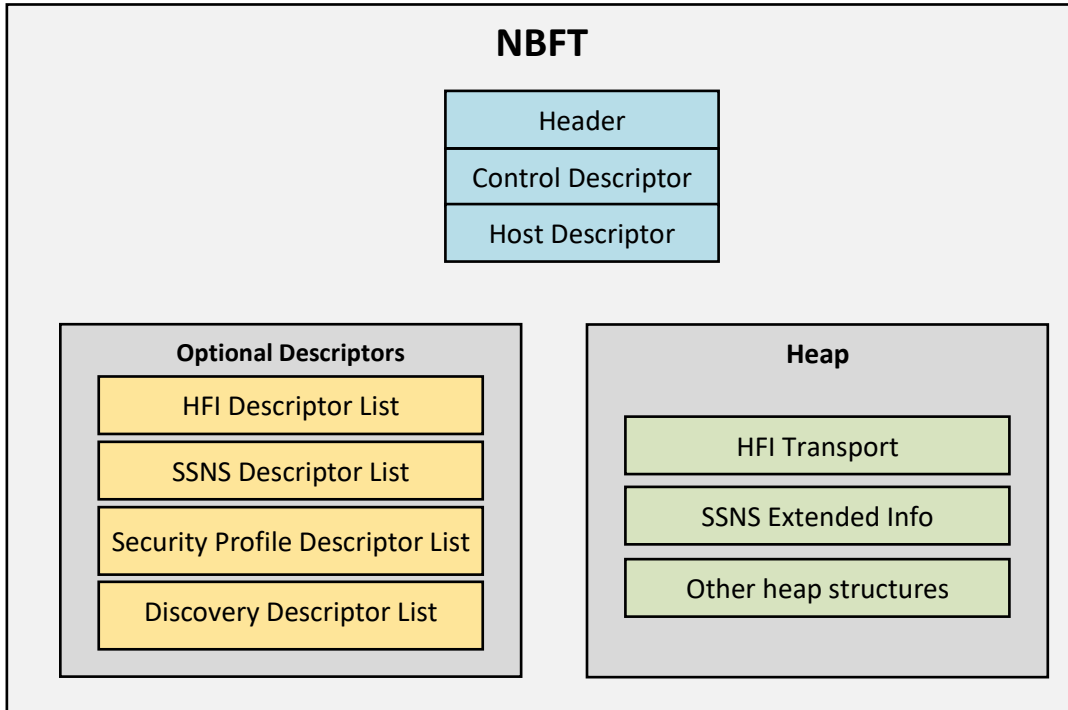 NBFT
Header
Control Descriptor
Host Descriptor
Optional Descriptors
HFI Descriptor List
SSNS Descriptor List
Security Profile Descriptor List
Discovery Descriptor List
Heap
HFI Transport
SSNS Extended Info
Other heap structures